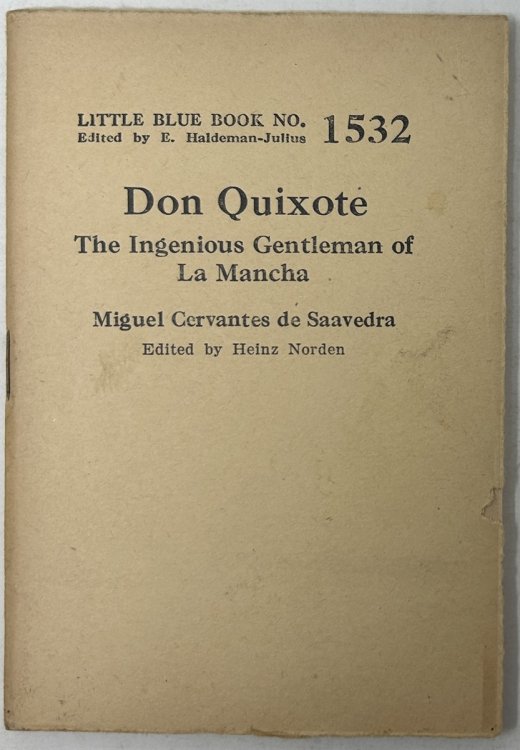 LITTLE BLUE BOOK NO. 1532
Edited by E. Haldeman-Julius
Don Quixote
The Ingenious Gentleman of
La Mancha
Miguel Cervantes de Saavedra
Edited by Heinz Norden